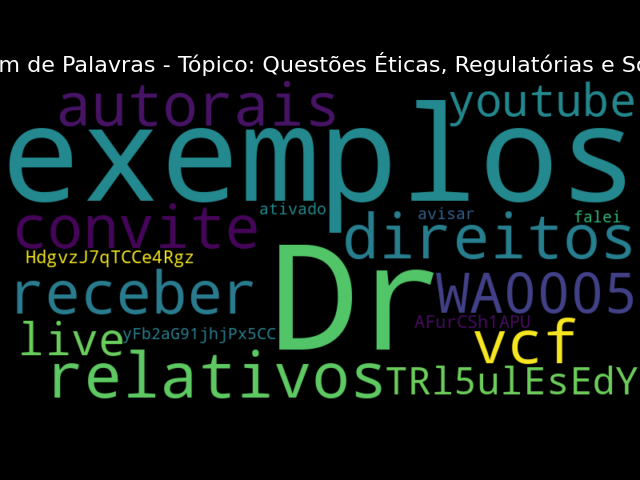 m de Palavras - Tópico: Questões Éticas, Regulatórias e So
autorais youtube
exemplos
convite ativado avisar falei
direitos
HdgvzJ7qTCCe4Rgz
receber Dr WA0005
live yFb2aG91jhjPx5CC AFurCSh1APU vcf
relativos TRl5ulEsEdY